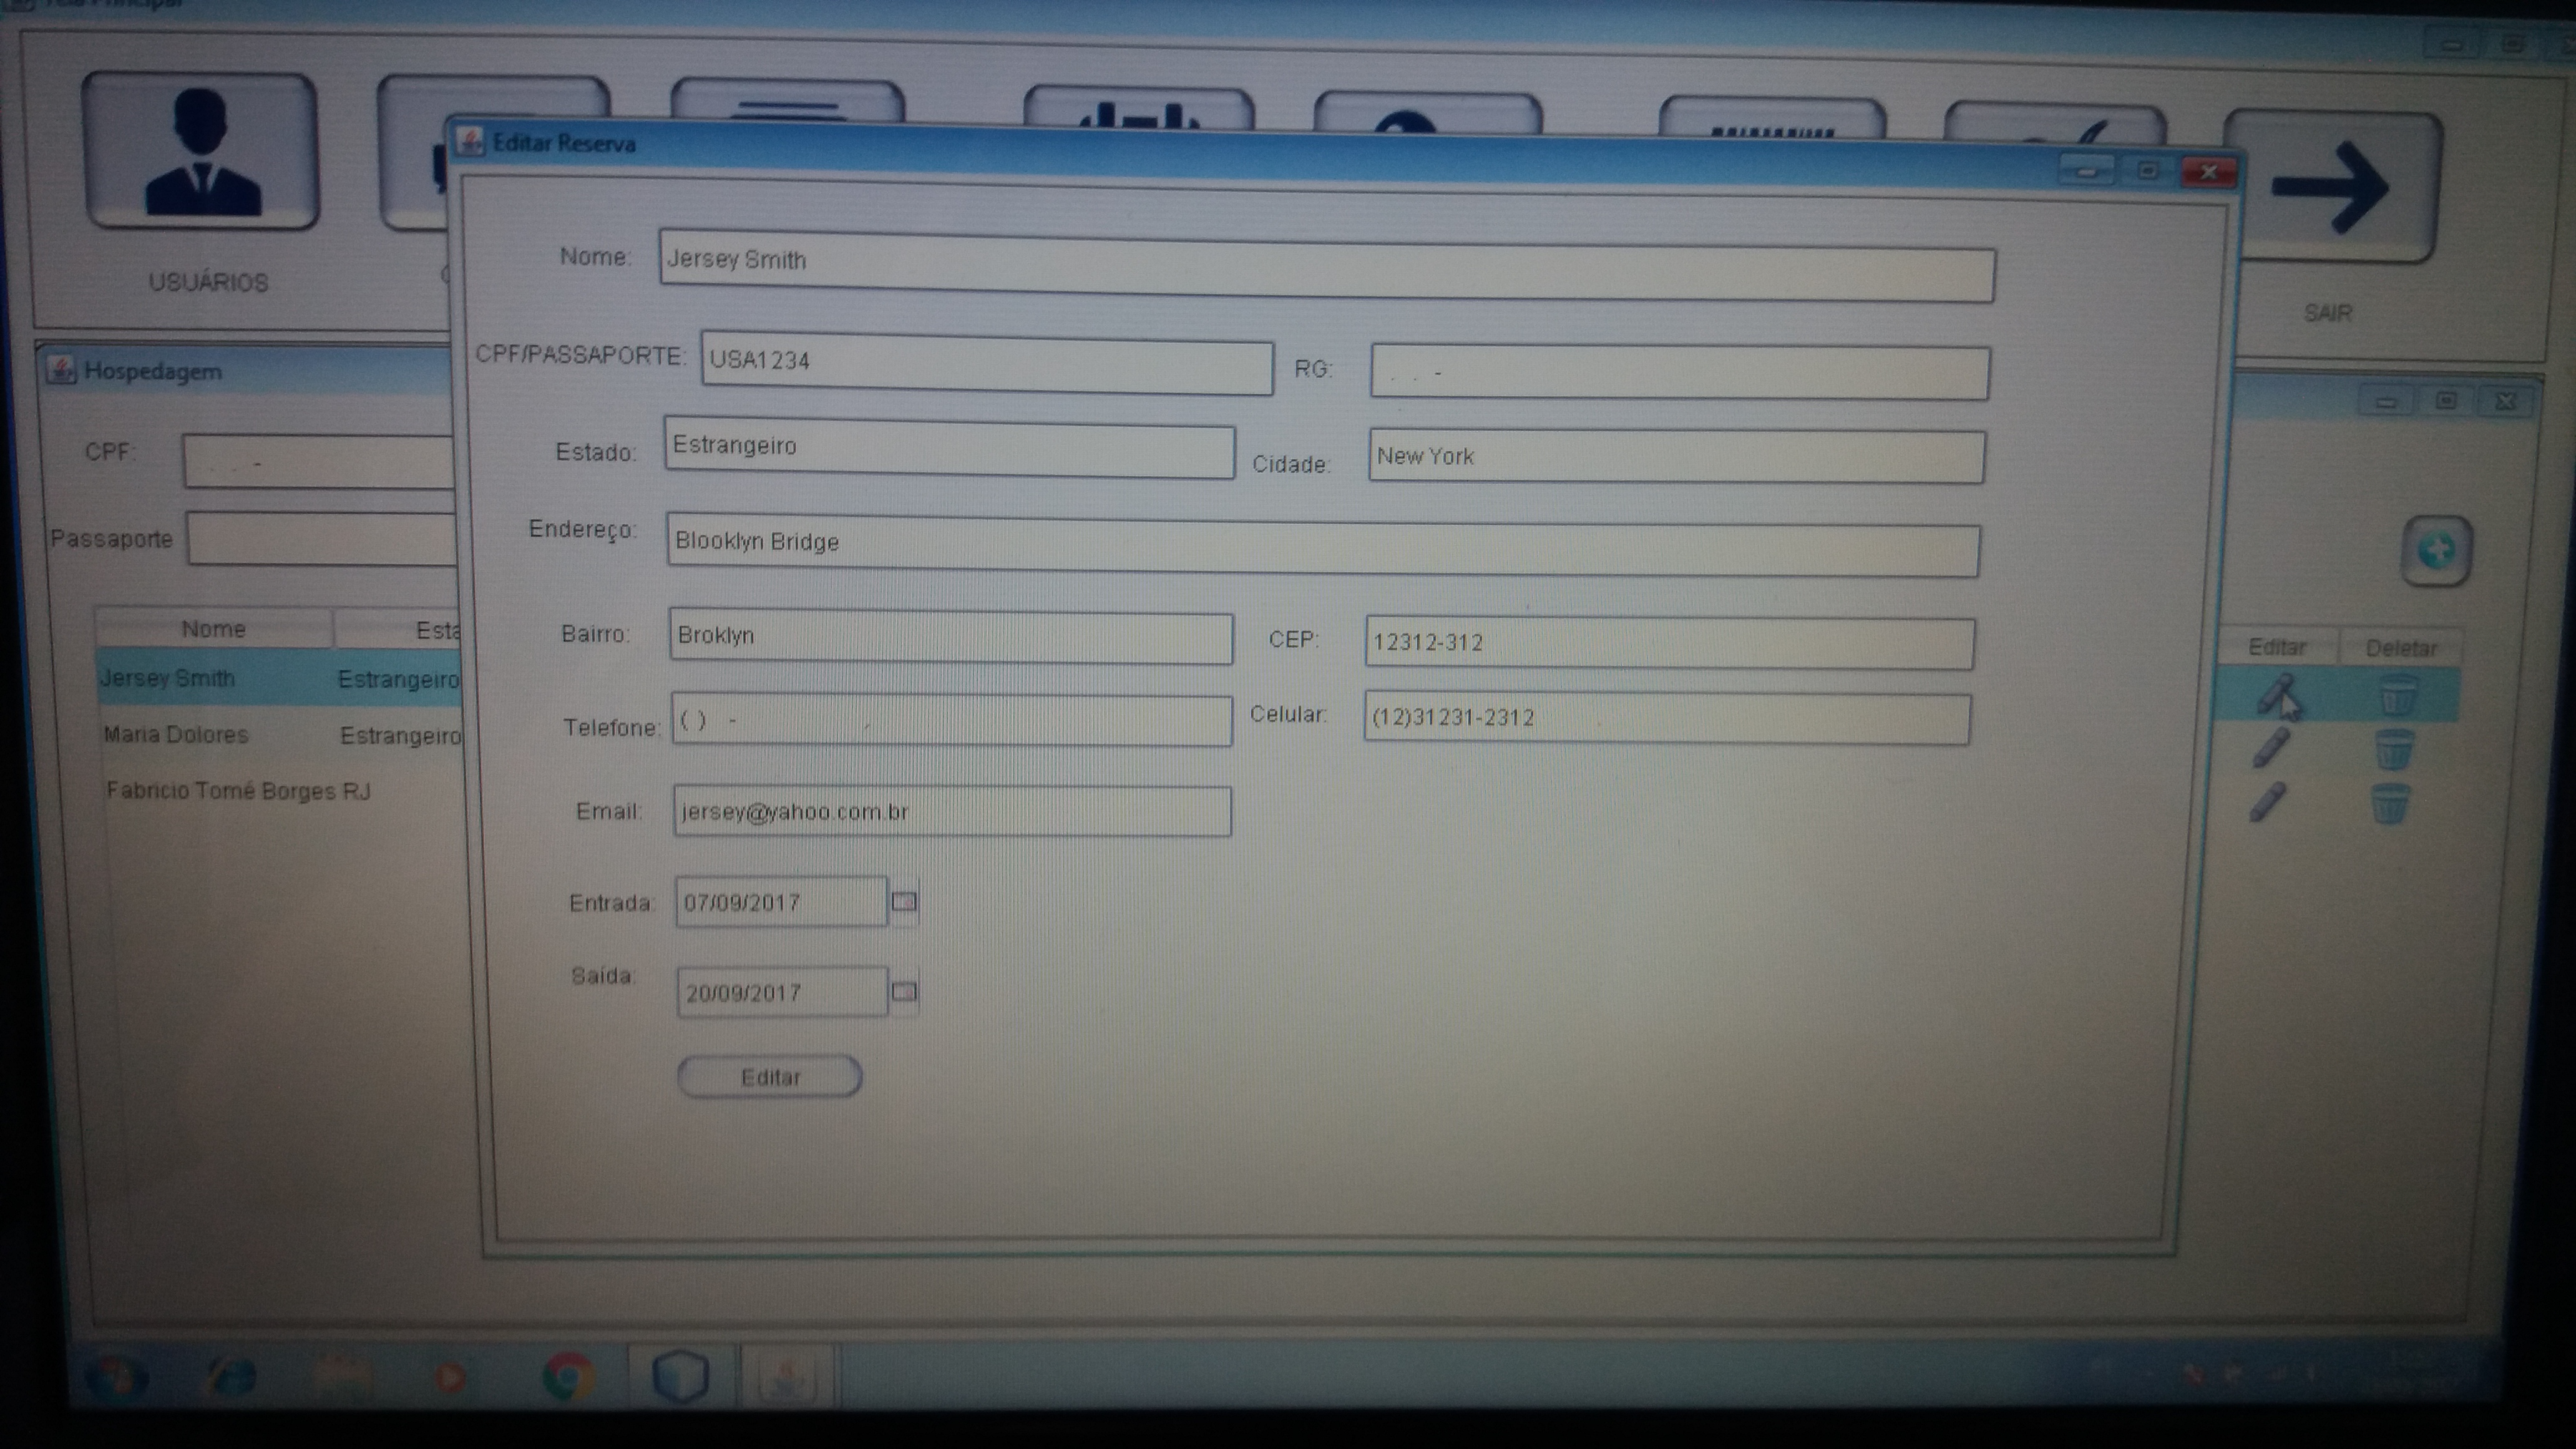 Tela Principal
USUÁRIOS
SAIR
Hospedagem
CPF: . . -
Passaporte
Nome Esta
Jersey Smith Estrangeiro
Maria Dolores Estrangeiro
Fabricio Tomé Borges RJ
Editar Deletar
Editar Reserva
Nome: Jersey Smith
CPF/PASSAPORTE: USA1234 RG: . . -
Estado: Estrangeiro Cidade: New York
Endereço: Blooklyn Bridge
Bairro: Broklyn CEP: 12312-312
Telefone: ( ) - Celular: (12)31231-2312
Email: jersey@yahoo.com.br
Entrada: 07/09/2017
Saída: 20/09/2017
Editar